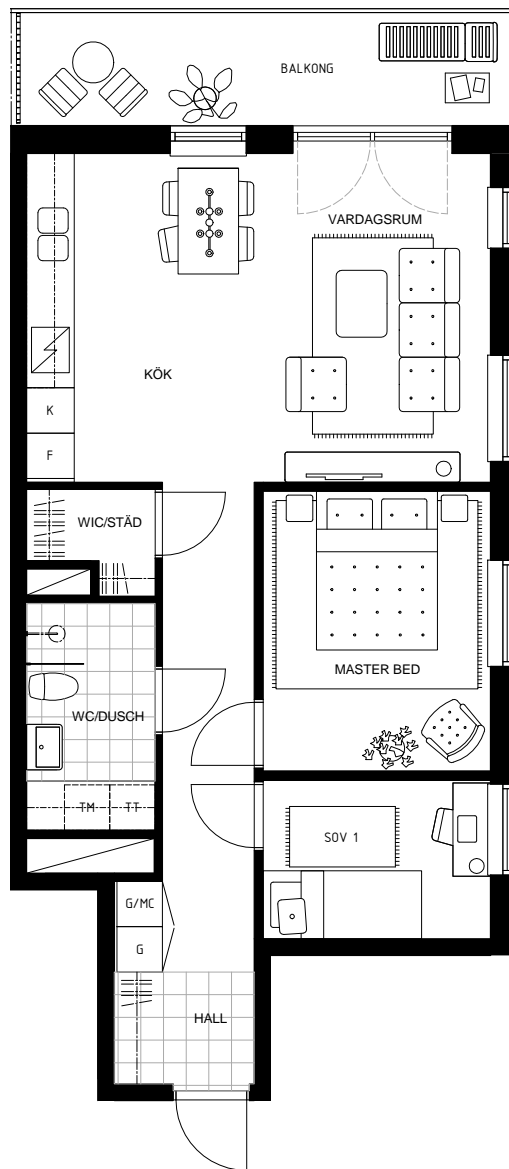 BALKONG
VARDAGSRUM
KÖK
K
F
WIC/STÄD
MASTER BED
WC/DUSCH
TM TT
SOV 1
G/MC
G
HALL